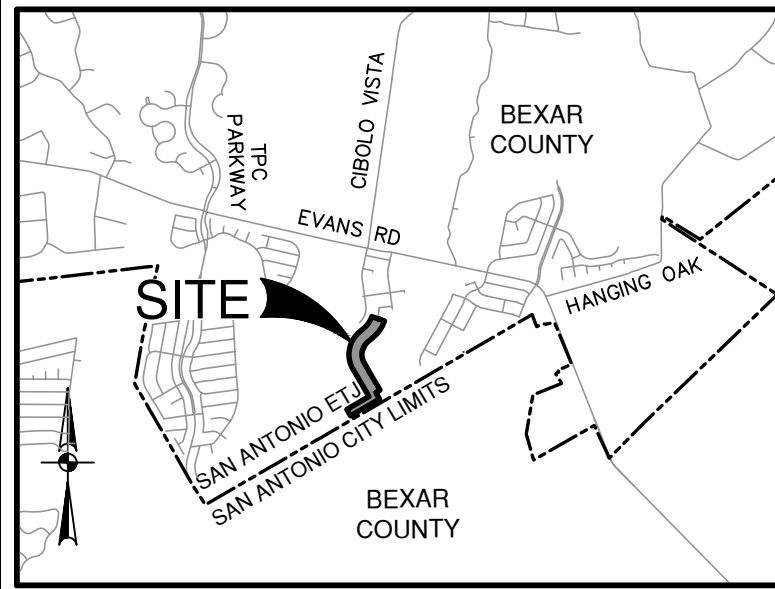 BEXAR
COUNTY
TPC
PARKWAY
CIBOLO VISTA
EVANS RD
HANGING OAK
SITE
SAN ANTONIO ETJ
SAN ANTONIO CITY LIMITS
BEXAR
COUNTY